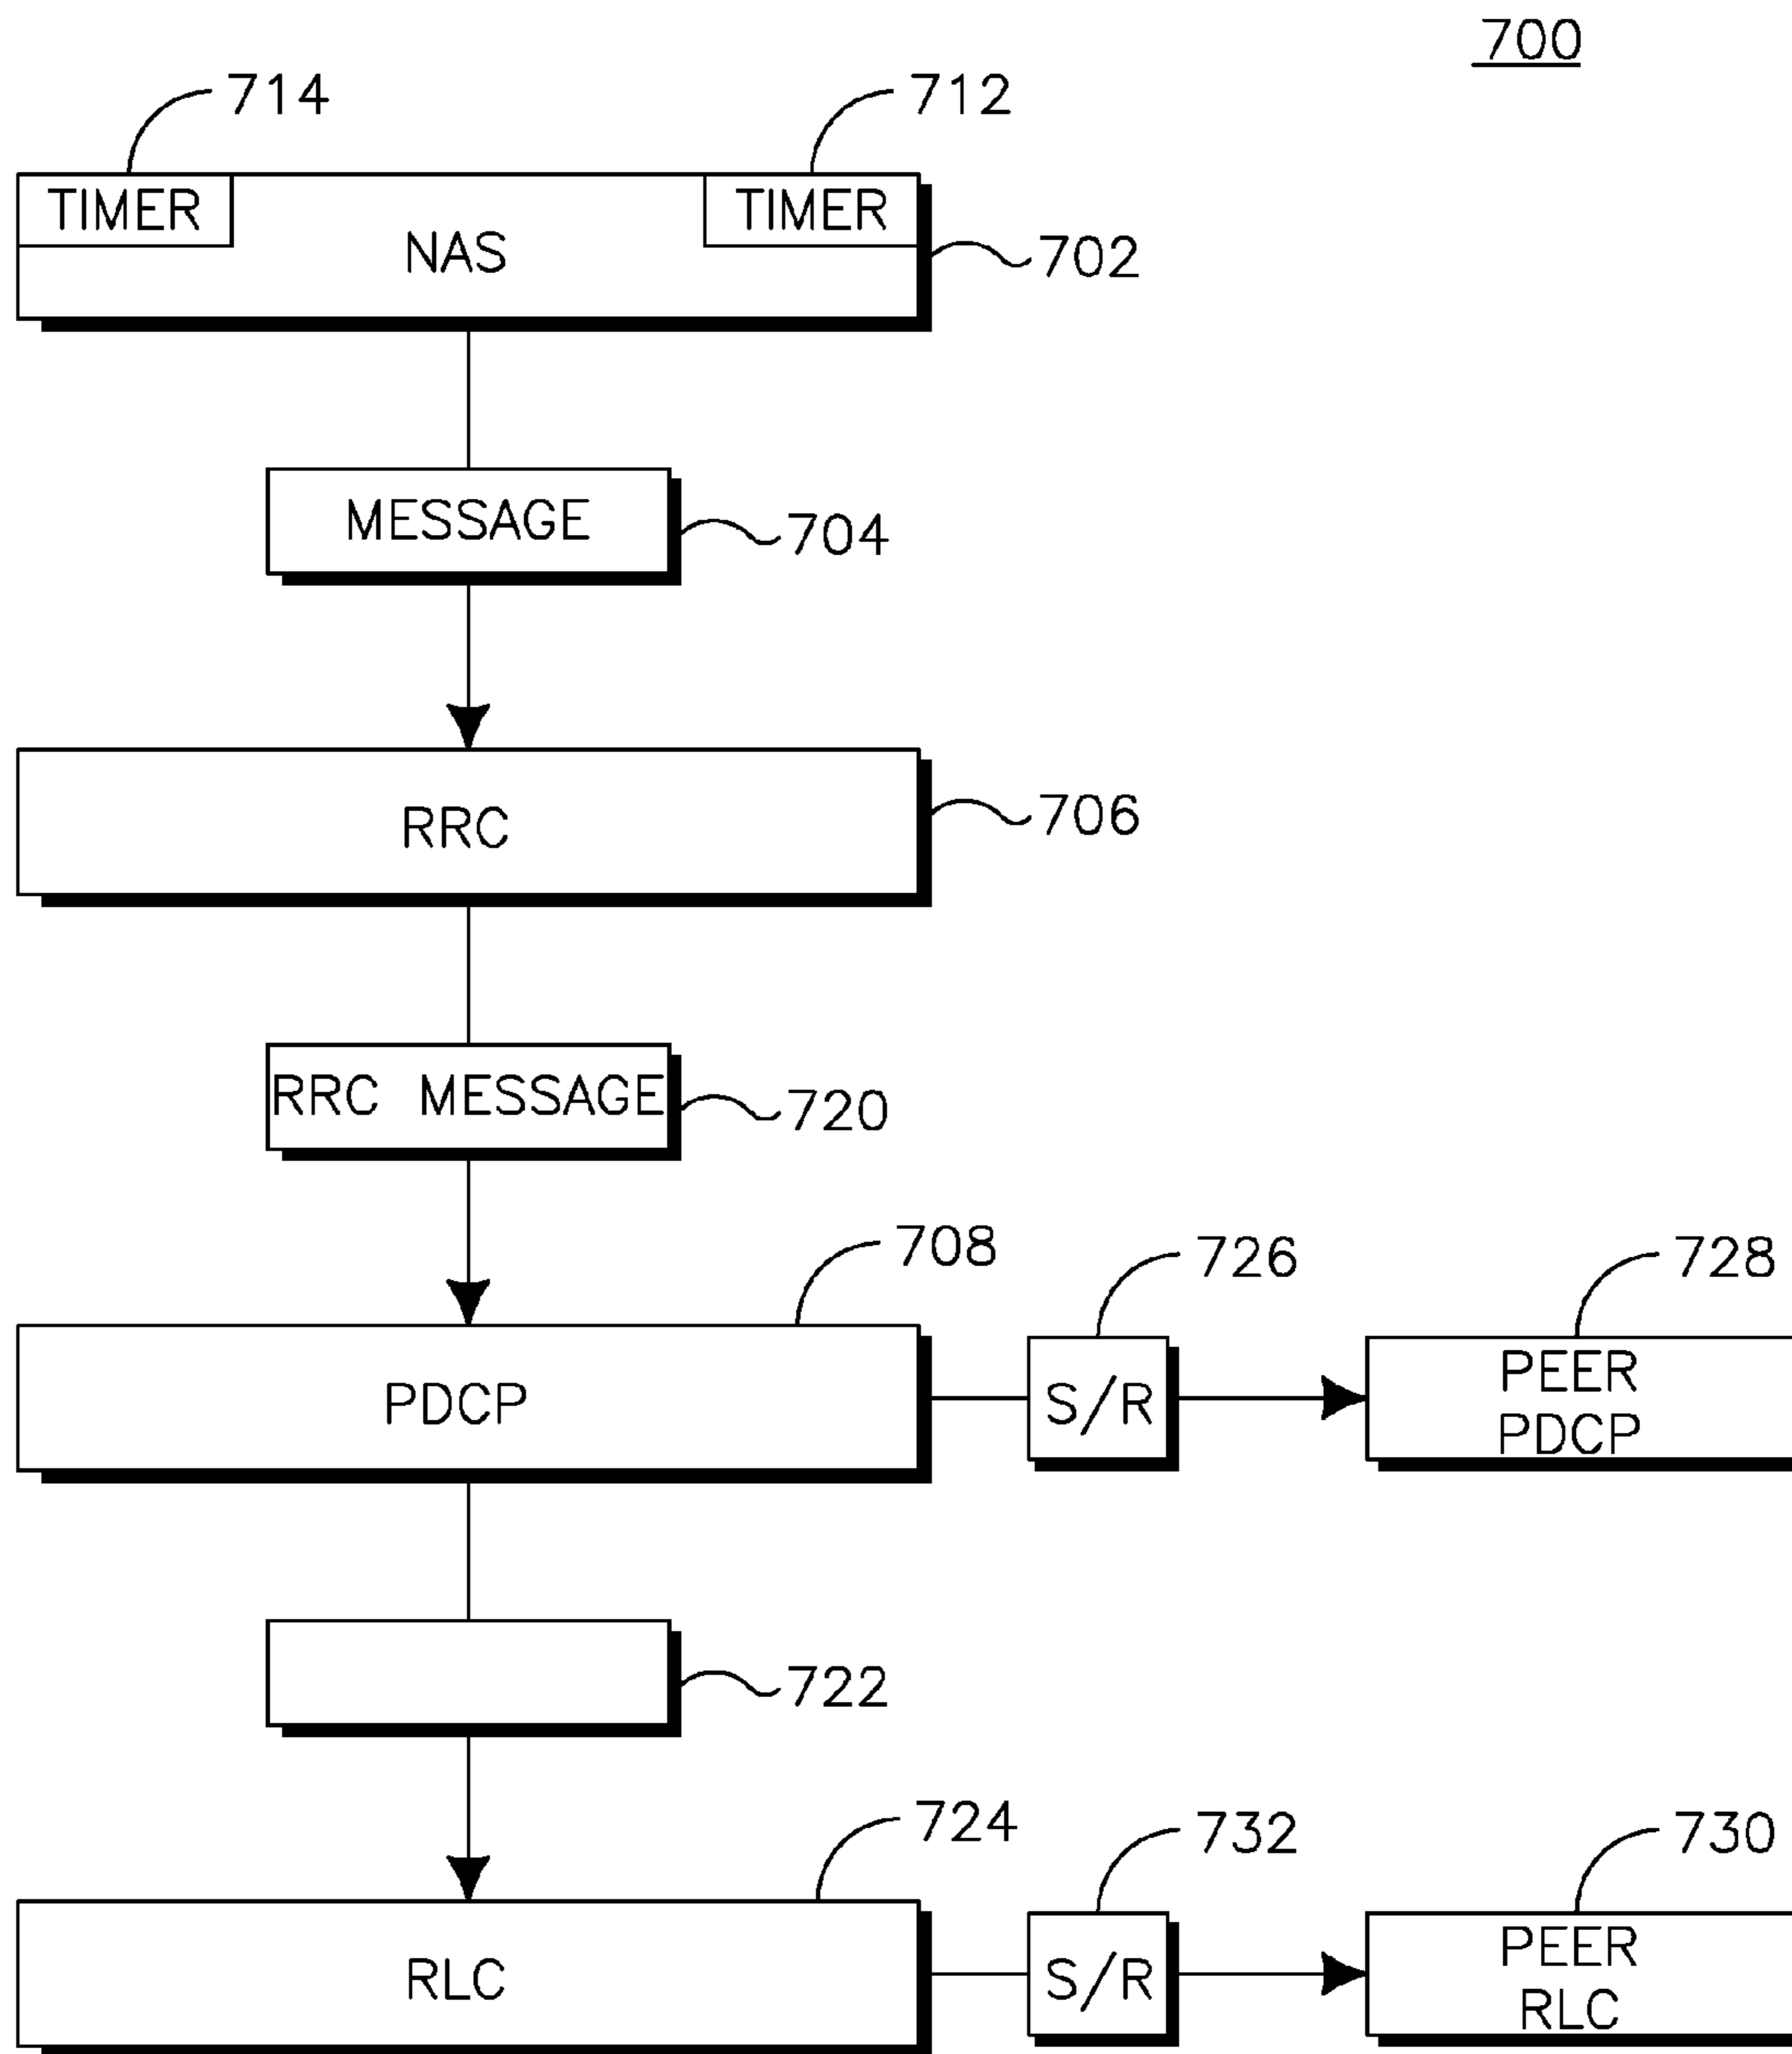 700
714
712
TIMER
TIMER
NAS
702
MESSAGE
704
RRC
706
RRC MESSAGE
720
708
726
728
PDCP
S/R
PEER
PDCP
722
724
732
730
RLC
S/R
PEER
RLC